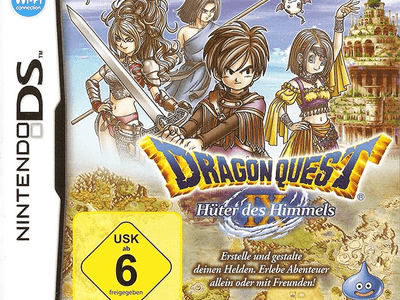 Wi-Fi
connection
NINTENDO DS
TM
DRAGON QUEST
IX
®
Hüter des Himmels
USK
ab
6
freigegeben
Erstelle und gestalte
deinen Helden. Erlebe Abenteuer
allein oder mit Freunden!